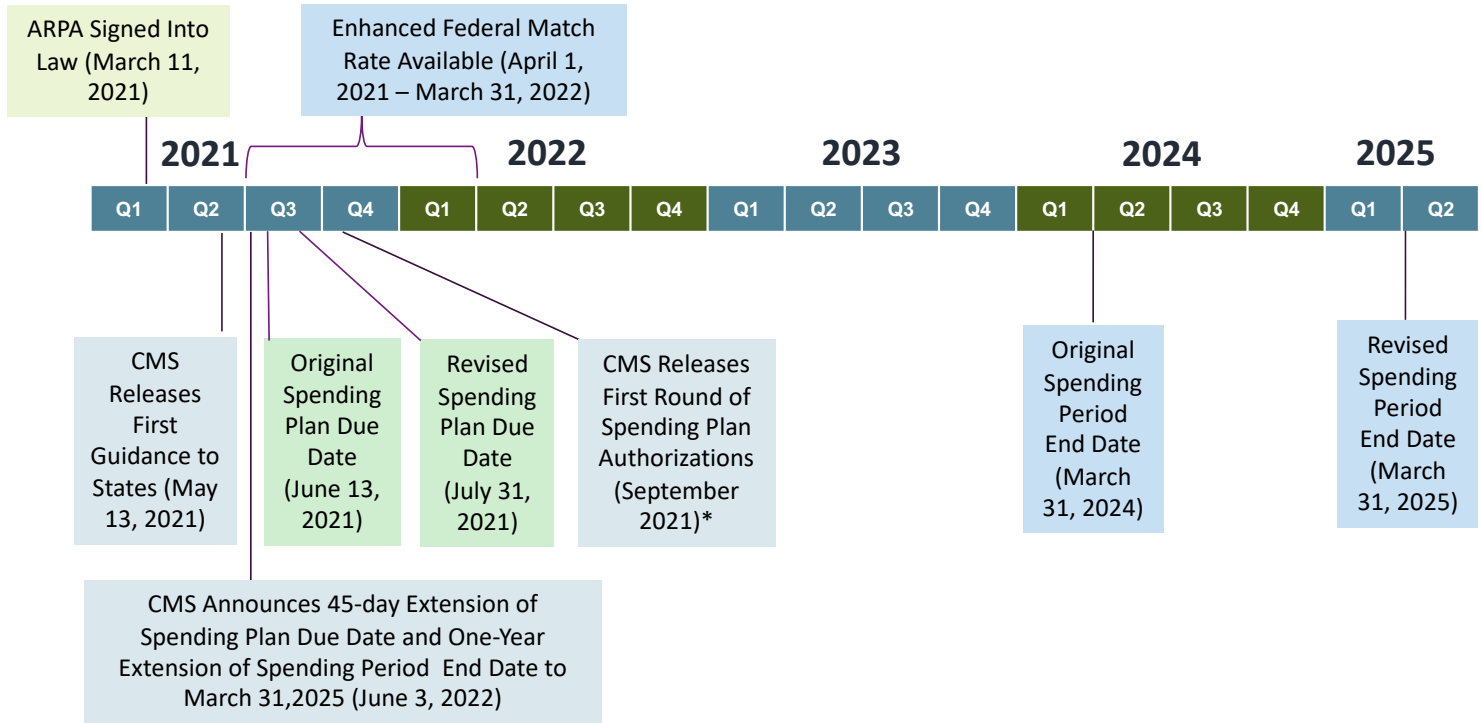 ARPA Signed Into
Law (March 11,
2021)
Enhanced Federal Match
Rate Available (April 1,
2021 – March 31, 2022)
2021
2022
2023
2024
2025
Q1
Q2
Q3
Q4
Q1
Q2
Q3
Q4
Q1
Q2
Q3
Q4
Q1
Q2
Q3
Q4
Q1
Q2
CMS
Releases
First
Guidance to
States (May
13, 2021)
Original
Spending
Plan Due
Date
(June 13,
2021)
Revised
Spending
Plan Due
Date
(July 31,
2021)
CMS Releases
First Round of
Spending Plan
Authorizations
(September
2021)*
Original
Spending
Period
End Date
(March
31, 2024)
Revised
Spending
Period
End Date
(March
31, 2025)
CMS Announces 45-day Extension of
Spending Plan Due Date and One-Year
Extension of Spending Period End Date to
March 31,2025 (June 3, 2022)